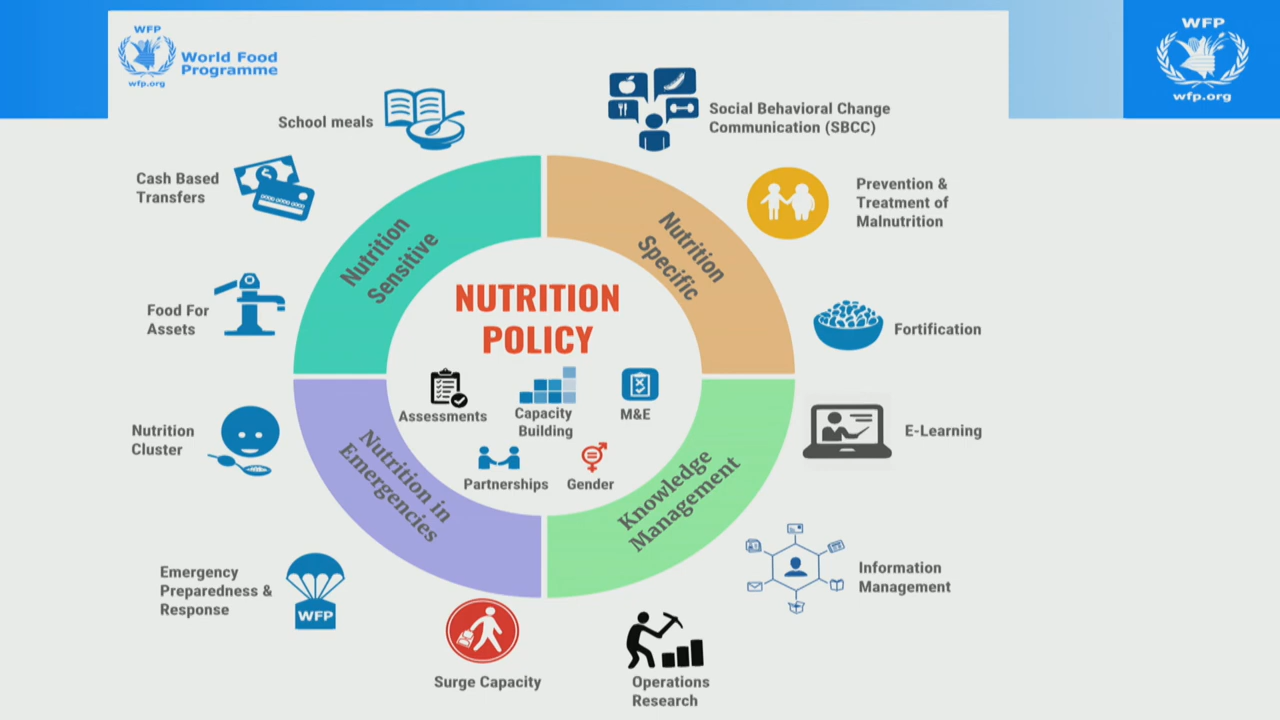 WFP
World Food
Programme
wfp.org
WFP
wfp.org
School meals
Social Behavioral Change
Communication (SBCC)
Cash Based
Transfers
Prevention &
Treatment of
Malnutrition
Nutrition
Sensitive
Nutrition
Specific
NUTRITION
POLICY
Food For
Assets
Fortification
Assessments
Capacity
Building
M&E
Partnerships
Gender
Nutrition
Cluster
E-Learning
Nutrition in
Emergencies
Knowledge
Management
Emergency
Preparedness &
Response
WFP
Information
Management
Surge Capacity
Operations
Research